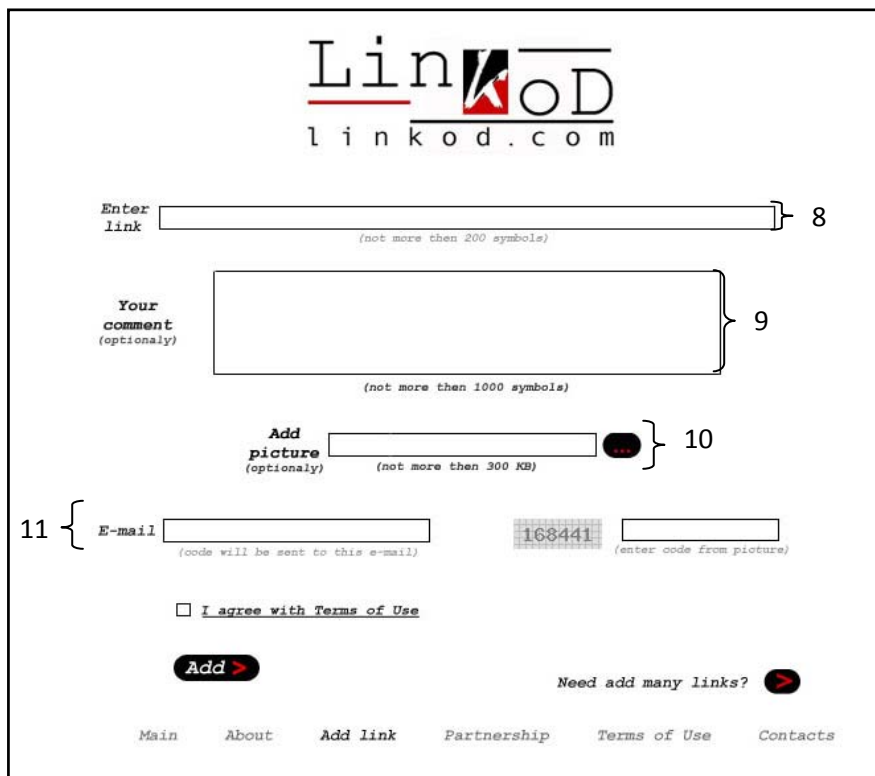 LinkoD
linkod.com
Enter
link
8
(not more then 200 symbols)
Your
comment
(optionaly)
9
(not more then 1000 symbols)
Add
picture
(optionaly)
...
10
(not more then 300 KB)
11
E-mail
168441
(code will be sent to this e-mail)
(enter code from picture)
I agree with Terms of Use
Add >
Need add many links? >
Main About Add link Partnership Terms of Use Contacts